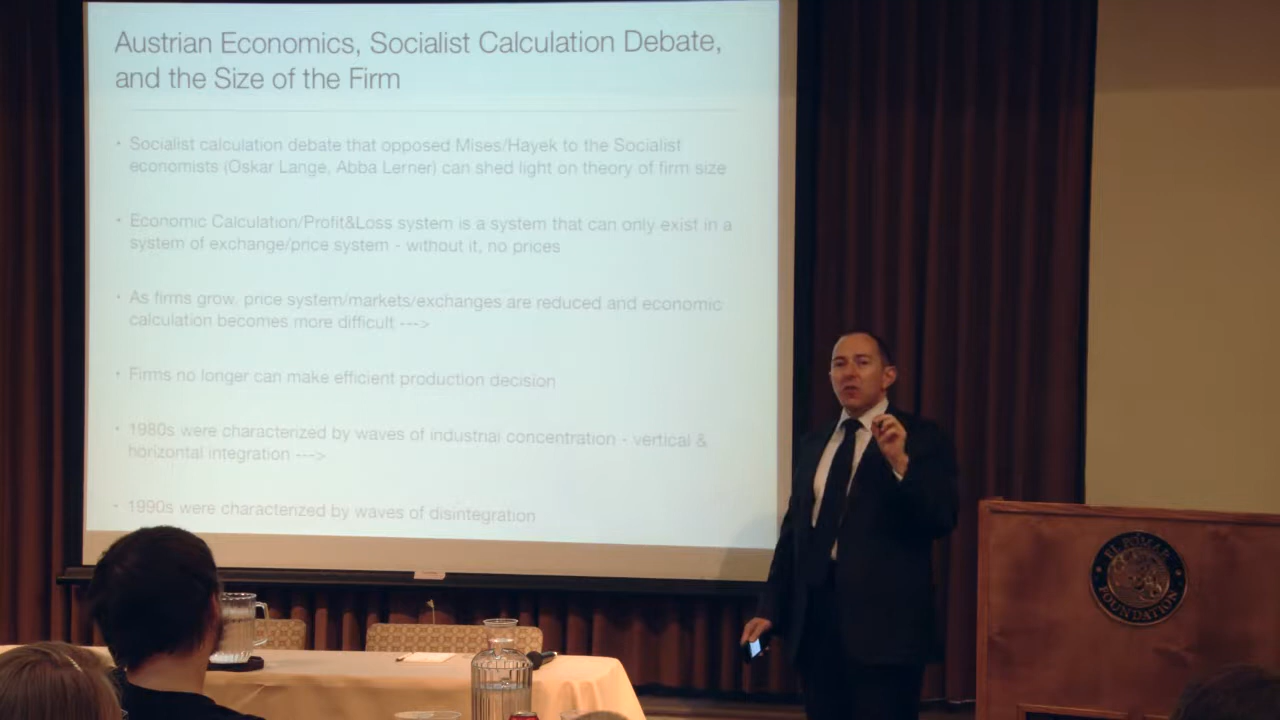 Austrian Economics, Socialist Calculation Debate,
and the Size of the Firm
• Socialist calculation debate that opposed Mises/Hayek to the Socialist
economists (Oskar Lange, Abba Lerner) can shed light on theory of firm size
• Economic Calculation/Profit&Loss system is a system that can only exist in a
system of exchange/price system - without it, no prices
• As firms grow, price system/markets/exchanges are reduced and economic
calculation becomes more difficult --->
• Firms no longer can make efficient production decision
• 1980s were characterized by waves of industrial concentration - vertical &
horizontal integration --->
• 1990s were characterized by waves of disintegration
EL POMAR
FOUNDATION